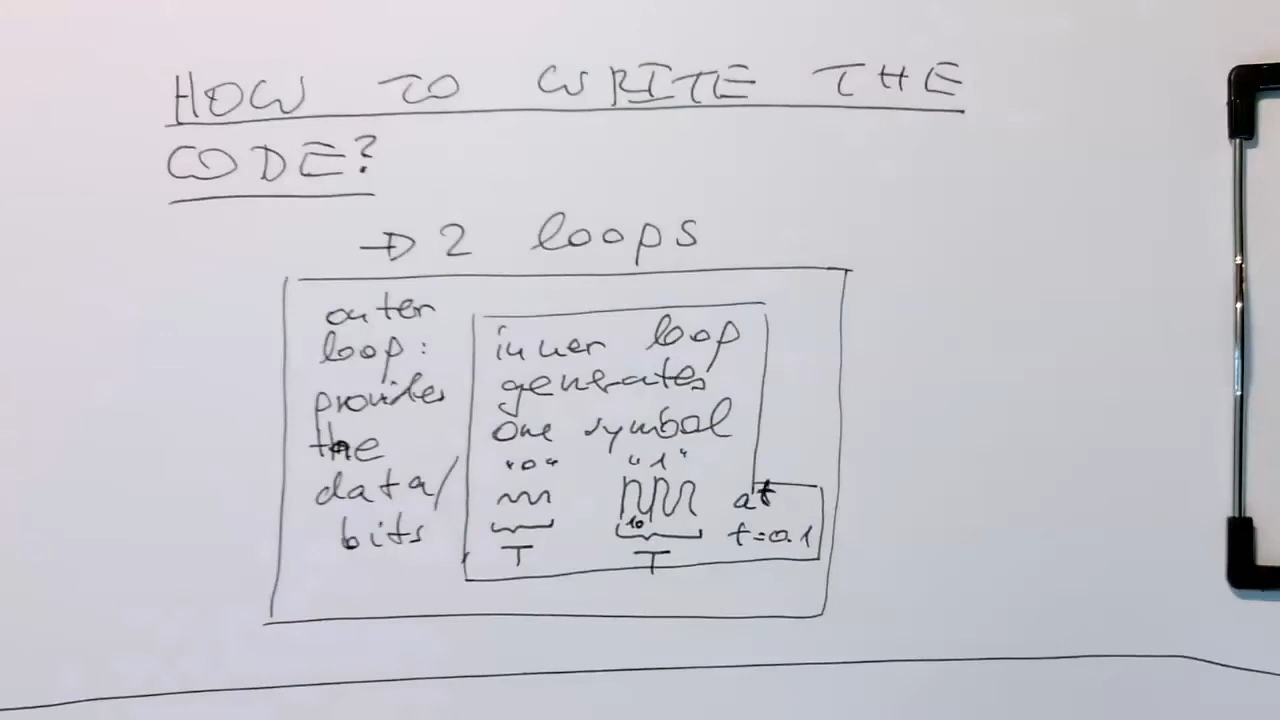 HOW TO WRITE THE
CODE?
→ 2 loops
outer
loop:
provides
the
data/
bits
inner loop
generates
one symbol
"0" "1"
10
at
t=0.1
T T